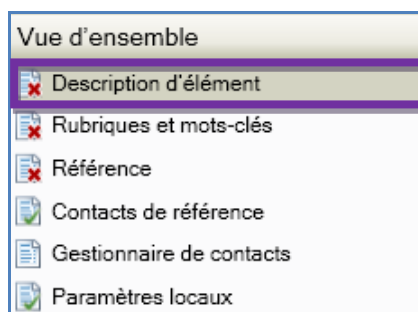 Vue d'ensemble
Description d'élément
Rubriques et mots-clés
Référence
Contacts de référence
Gestionnaire de contacts
Paramètres locaux